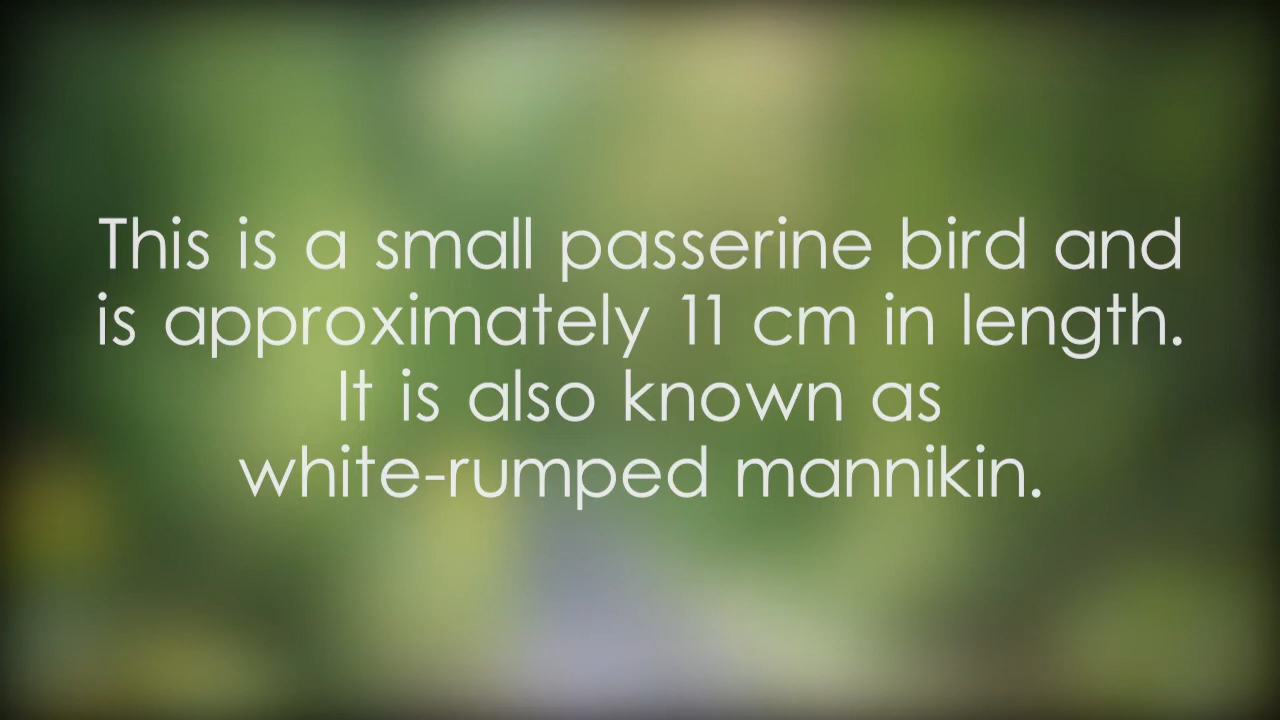 This is a small passerine bird and
is approximately 11 cm in length.
It is also known as
white-rumped mannikin.